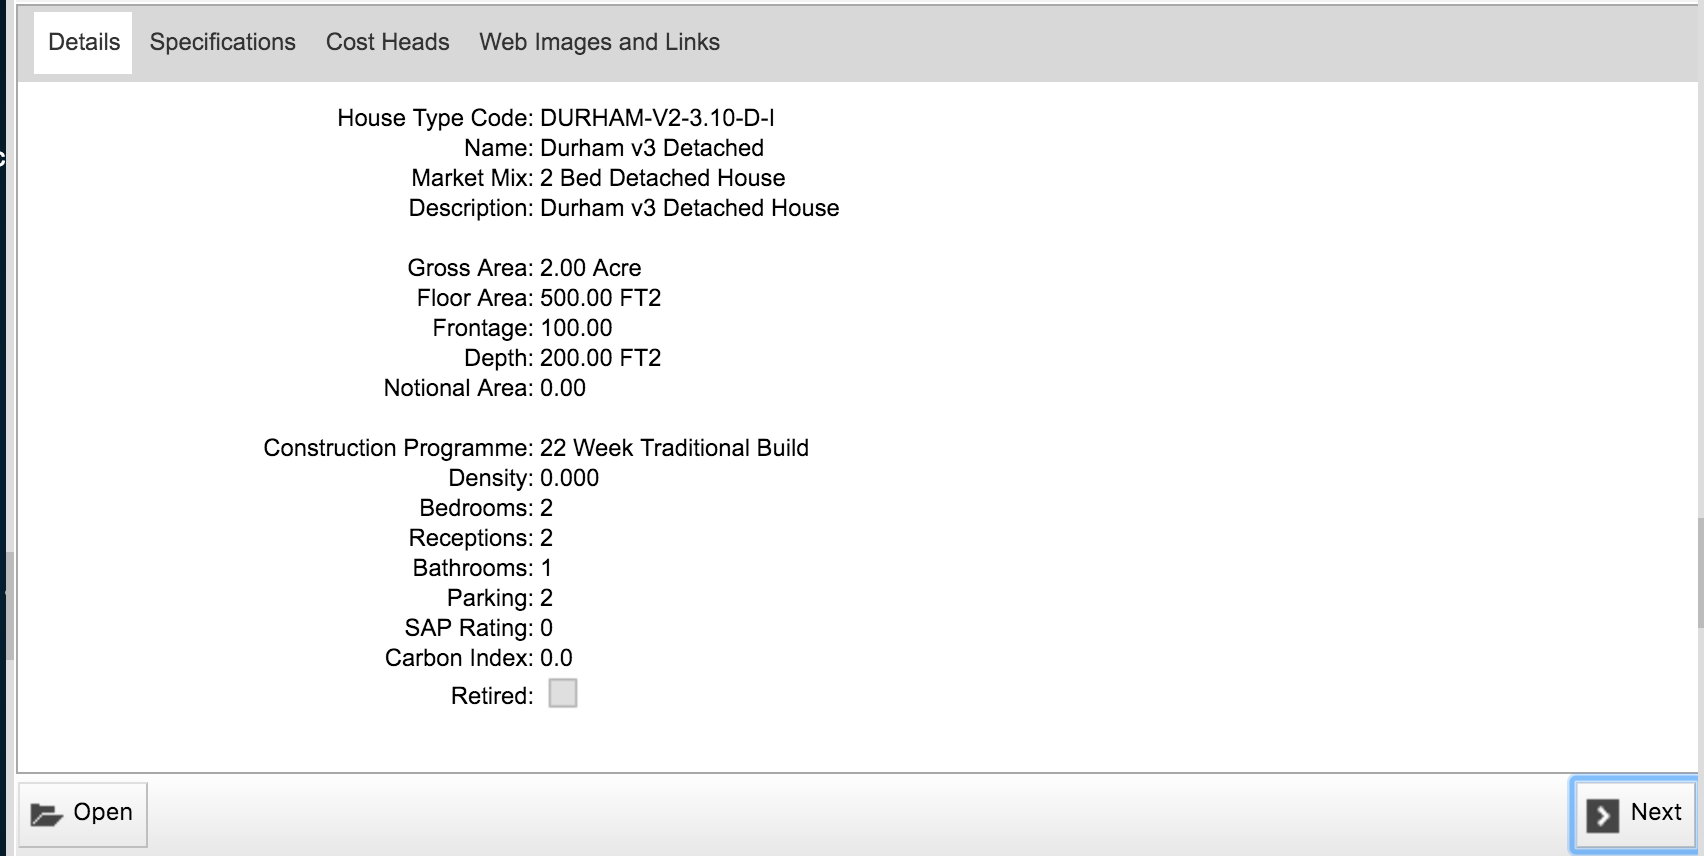 Details Specifications Cost Heads Web Images and Links
House Type Code: DURHAM-V2-3.10-D-I
Name: Durham v3 Detached
Market Mix: 2 Bed Detached House
Description: Durham v3 Detached House
Gross Area: 2.00 Acre
Floor Area: 500.00 FT2
Frontage: 100.00
Depth: 200.00 FT2
Notional Area: 0.00
Construction Programme: 22 Week Traditional Build
Density: 0.000
Bedrooms: 2
Receptions: 2
Bathrooms: 1
Parking: 2
SAP Rating: 0
Carbon Index: 0.0
Retired:
Open Next